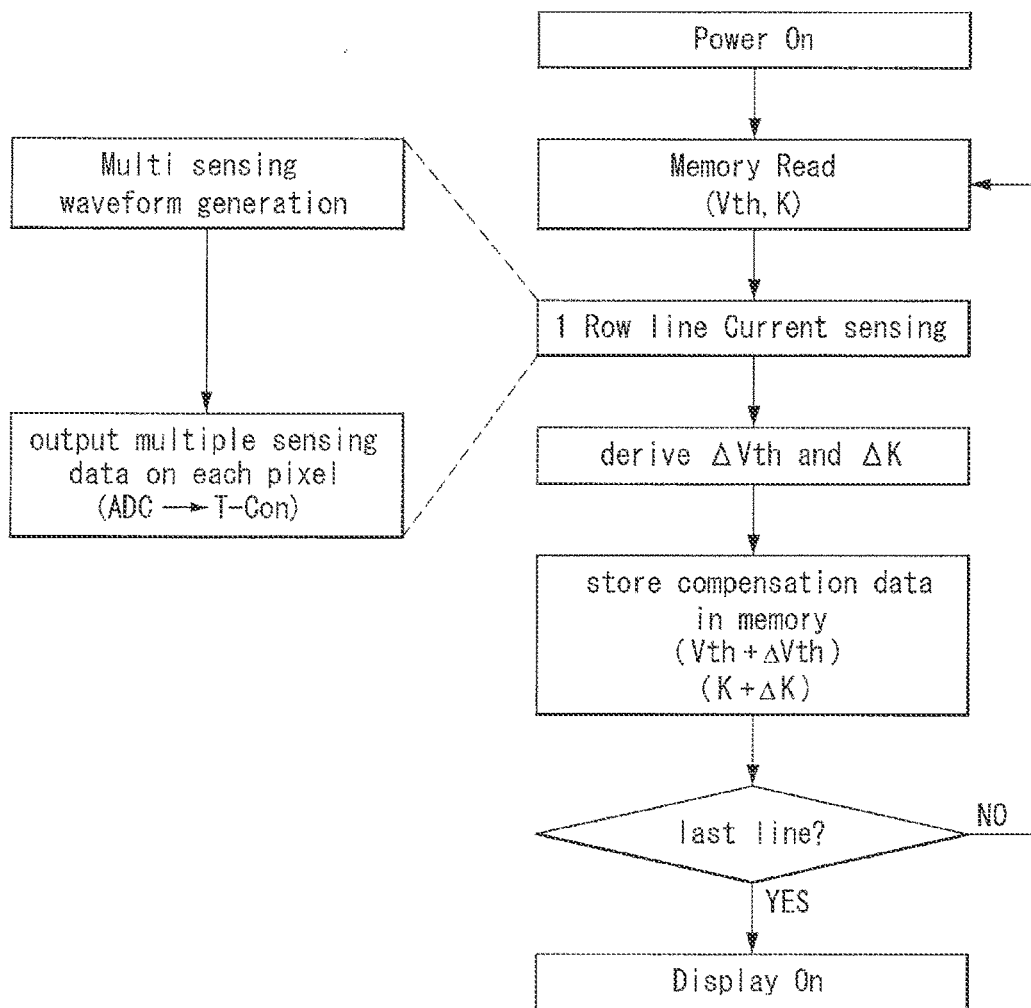 Power On
Memory Read
(Vth, K)
Multi sensing
waveform generation
1 Row line Current sensing
output multiple sensing
data on each pixel
(ADC → T-Con)
derive ΔVth and ΔK
store compensation data
in memory
(Vth + ΔVth)
(K + ΔK)
last line?
NO
YES
Display On